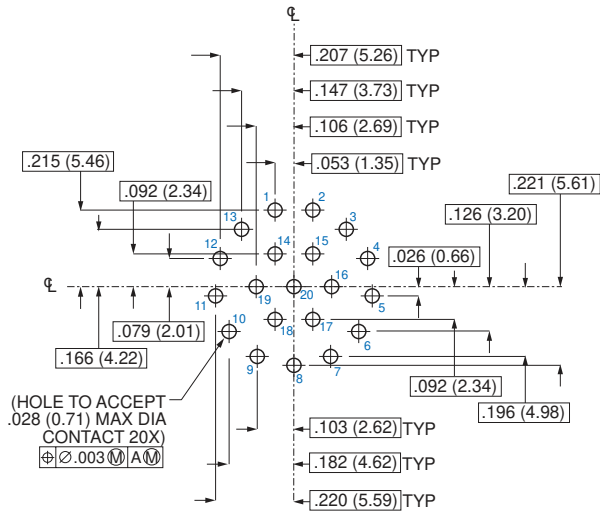 ℄
.207 (5.26) TYP
.147 (3.73) TYP
.106 (2.69) TYP
.053 (1.35) TYP
.215 (5.46)
.092 (2.34)
.221 (5.61)
.126 (3.20)
.026 (0.66)
1
2
13
3
14
15
12
4
℄
19
20
16
11
5
.079 (2.01)
.166 (4.22)
10
18
17
6
9
8
7
.092 (2.34)
.196 (4.98)
(HOLE TO ACCEPT
.028 (0.71) MAX DIA
CONTACT 20X)
⌖ ∅.003 Ⓜ A Ⓜ
.103 (2.62) TYP
.182 (4.62) TYP
.220 (5.59) TYP